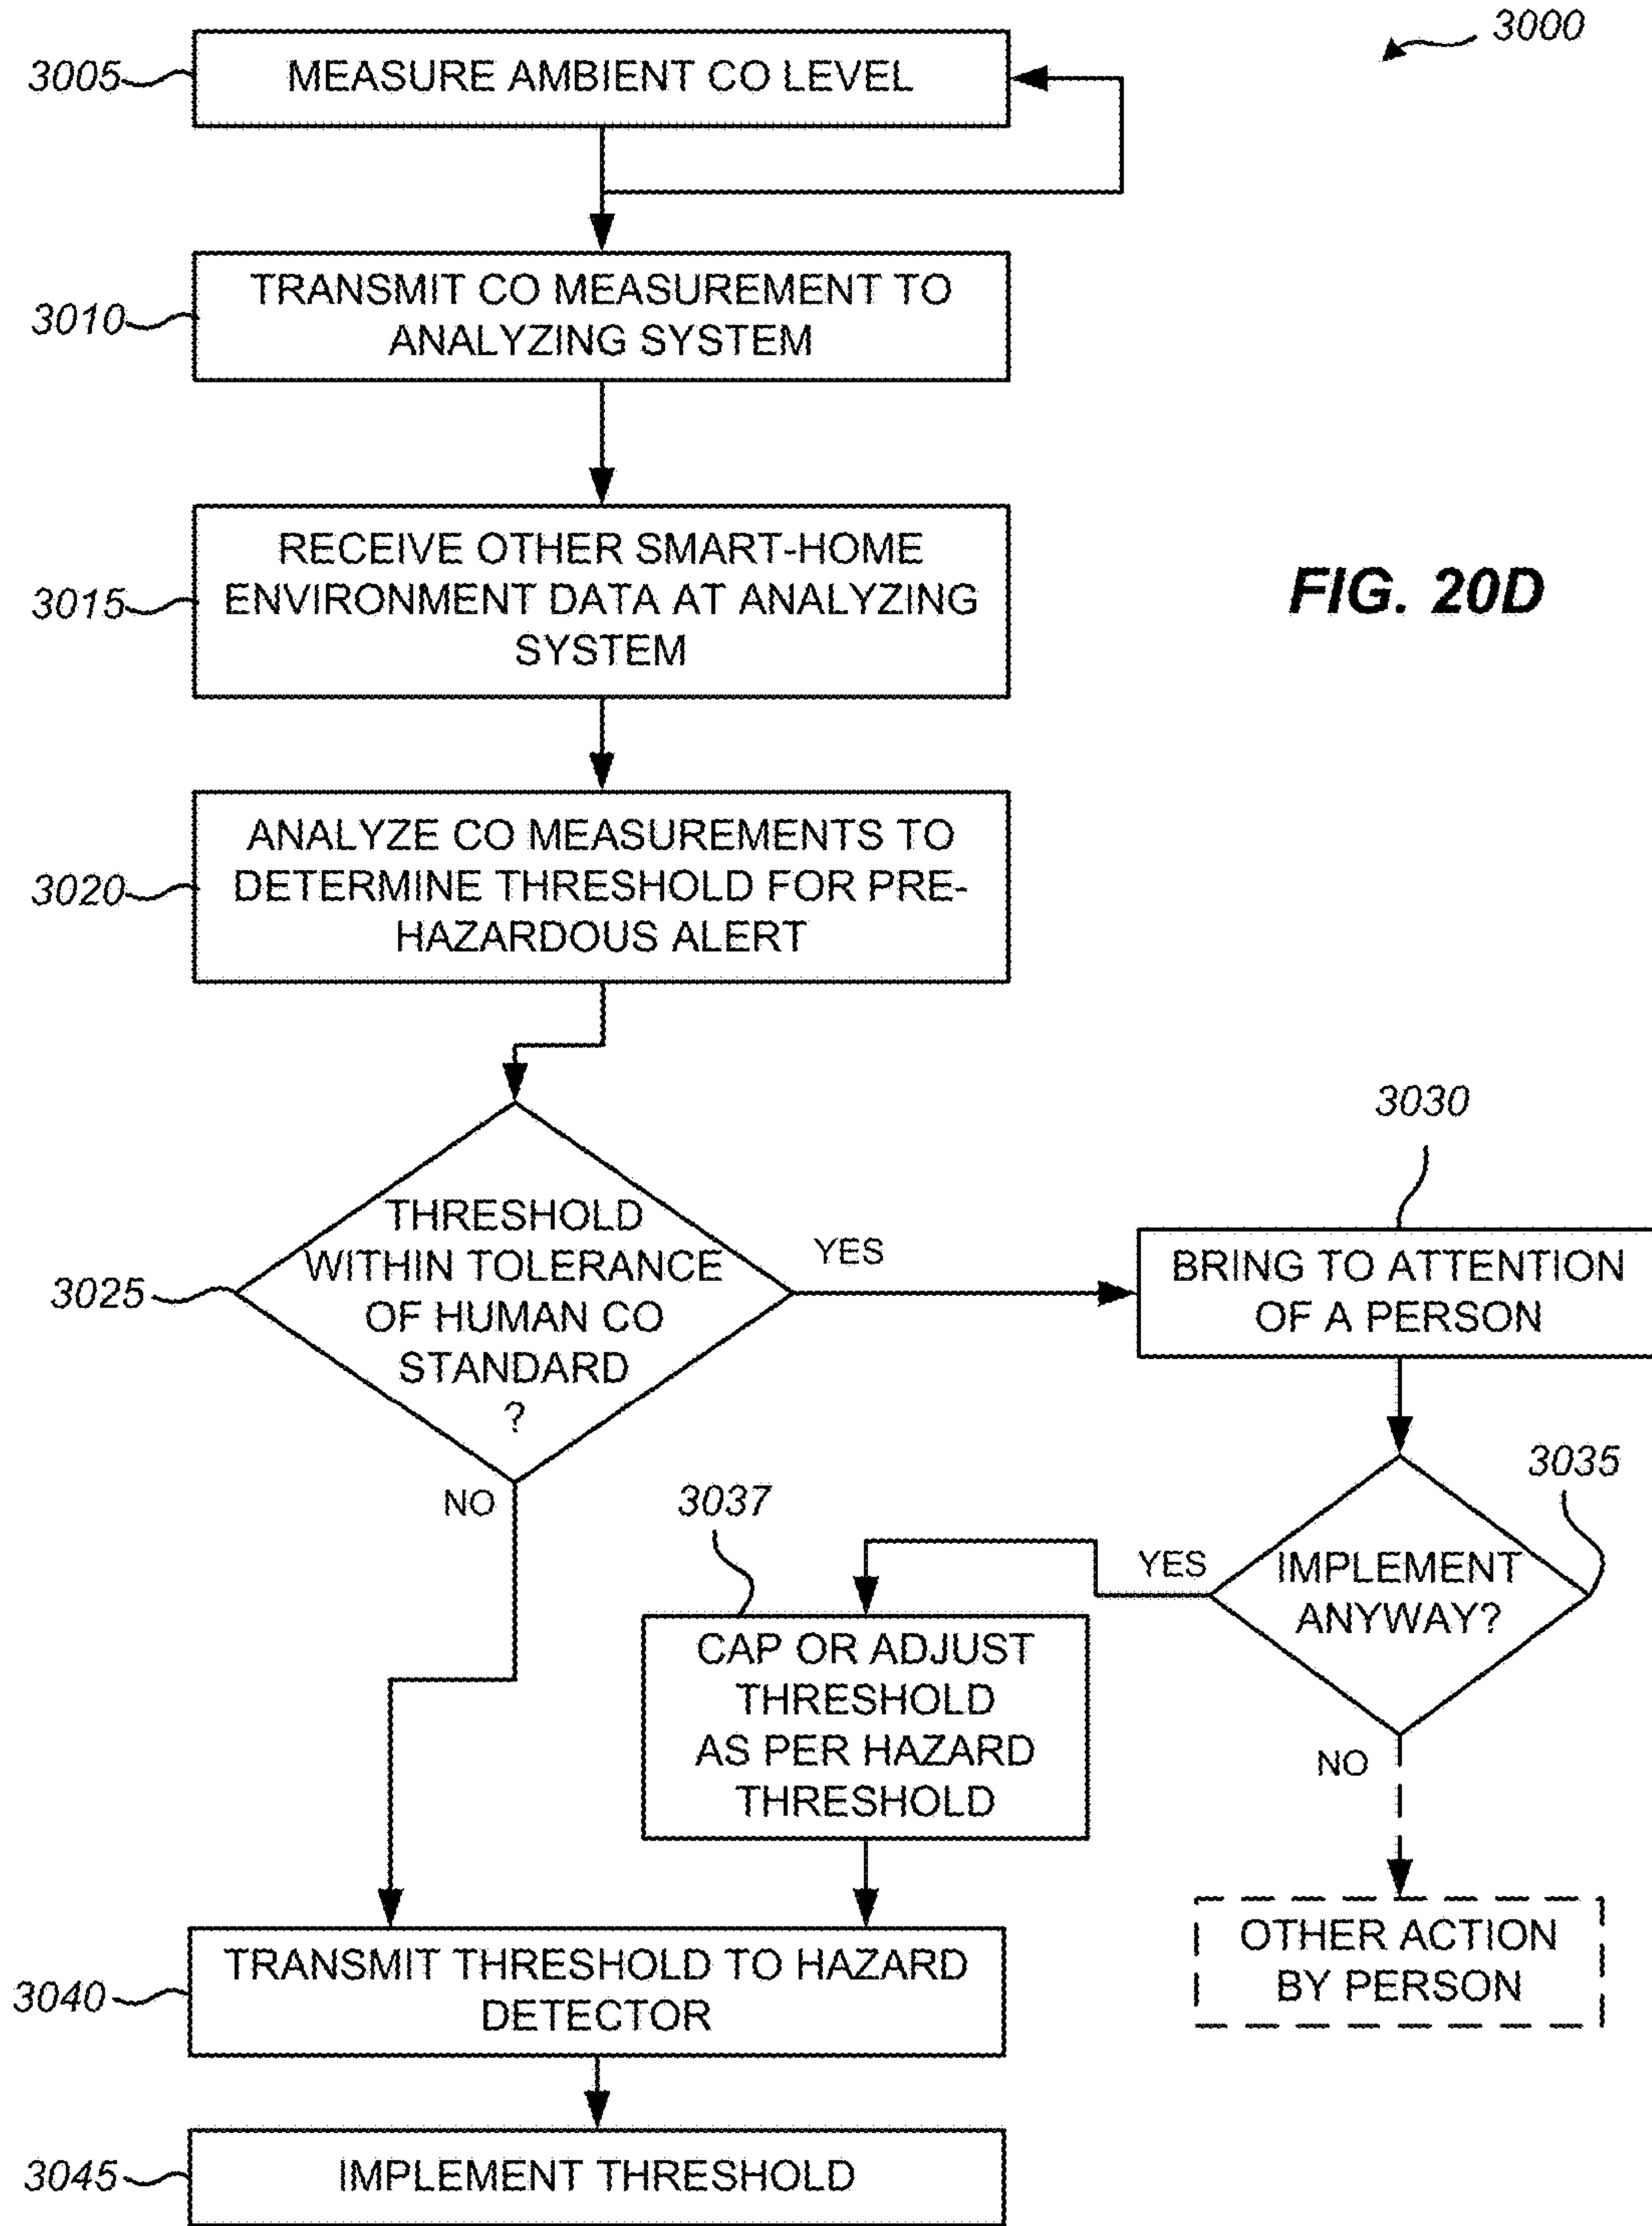 3000
3005
MEASURE AMBIENT CO LEVEL
3010
TRANSMIT CO MEASUREMENT TO
ANALYZING SYSTEM
3015
RECEIVE OTHER SMART-HOME
ENVIRONMENT DATA AT ANALYZING
SYSTEM
FIG. 20D
3020
ANALYZE CO MEASUREMENTS TO
DETERMINE THRESHOLD FOR PRE-
HAZARDOUS ALERT
3025
THRESHOLD
WITHIN TOLERANCE
OF HUMAN CO
STANDARD
?
YES
NO
3030
BRING TO ATTENTION
OF A PERSON
3035
IMPLEMENT
ANYWAY?
YES
NO
3037
CAP OR ADJUST
THRESHOLD
AS PER HAZARD
THRESHOLD
OTHER ACTION
BY PERSON
3040
TRANSMIT THRESHOLD TO HAZARD
DETECTOR
3045
IMPLEMENT THRESHOLD